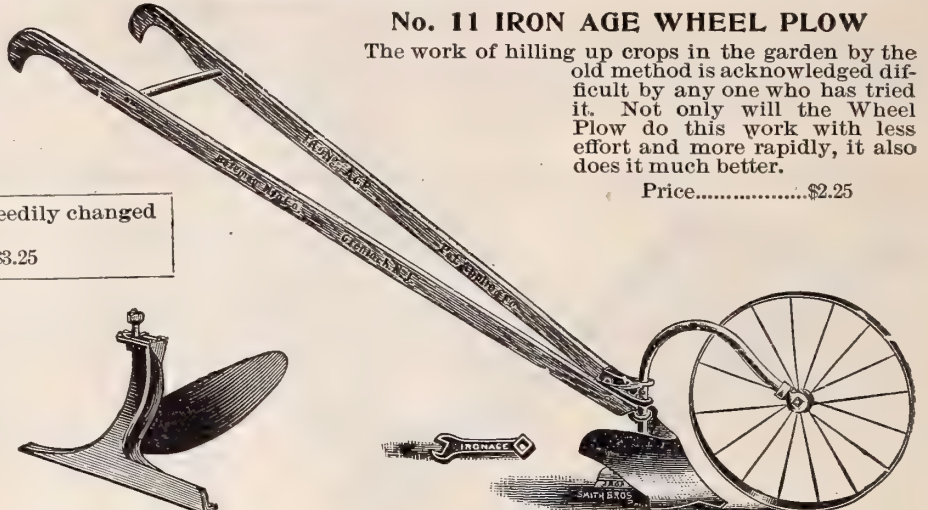 No. 11 IRON AGE WHEEL PLOW
The work of hilling up crops in the garden by the
old method is acknowledged dif-
ficult by any one who has tried
it. Not only will the Wheel
Plow do this work with less
effort and more rapidly, it also
does it much better.
Price..................$2.25
eedily changed
$3.25
IRON AGE
IRONAGE
SMITH BROS